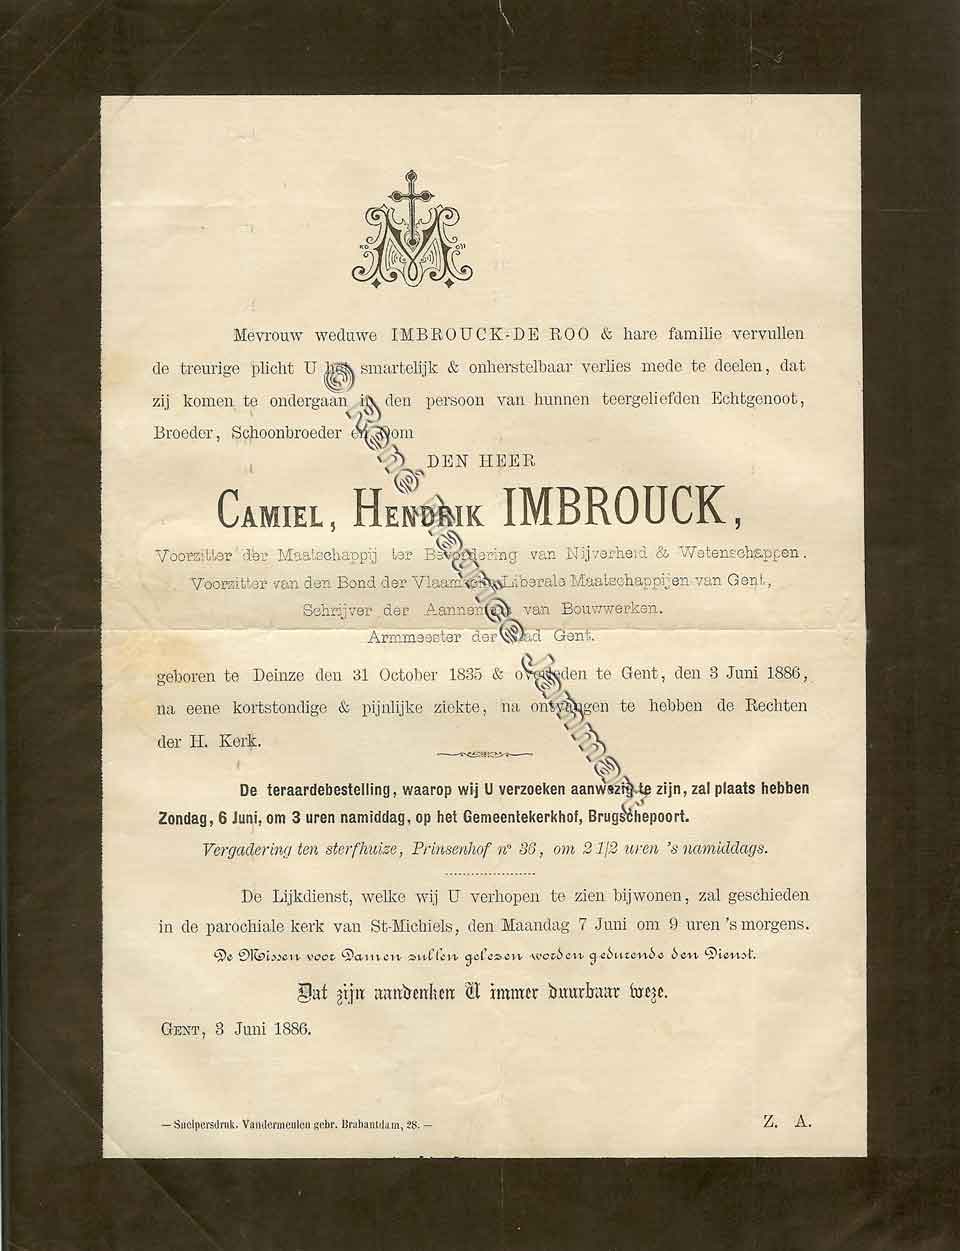 Mevrouw weduwe IMBROUCK-DE ROO & hare familie vervullen
de treurige plicht U het smartelijk & onherstelbaar verlies mede te deelen, dat
zij komen te ondergaan in den persoon van hunnen teergeliefden Echtgenoot,
Broeder, Schoonbroeder en Oom
DEN HEER
CAMIEL, HENDRIK IMBROUCK,
Voorzitter der Maatschappij ter Bevordering van Nijverheid & Wetenschappen.
Voorzitter van den Bond der Vlaamsche Liberale Maatschappijen van Gent,
Schrijver der Aannemers van Bouwwerken.
Armmeester der Stad Gent.
geboren te Deinze den 31 October 1835 & overleden te Gent, den 3 Juni 1886,
na eene kortstondige & pijnlijke ziekte, na ontvangen te hebben de Rechten
der H. Kerk.
De teraardebestelling, waarop wij U verzoeken aanwezig te zijn, zal plaats hebben
Zondag, 6 Juni, om 3 uren namiddag, op het Gemeentekerkhof, Brugschepoort.
Vergadering ten sterfhuize, Prinsenhof nº 36, om 2 1/2 uren 's namiddags.
De Lijkdienst, welke wij U verhopen te zien bijwonen, zal geschieden
in de parochiale kerk van St-Michiels, den Maandag 7 Juni om 9 uren 's morgens.
De Missen voor Damen zullen gelezen worden gedurende den Dienst.
Dat zijn aandenken U immer duurbaar weze.
GENT, 3 Juni 1886.
— Snelpersdruk. Vandermeulen gebr. Brabantdam, 28. —
Z. A.
© René Maurice Jammart